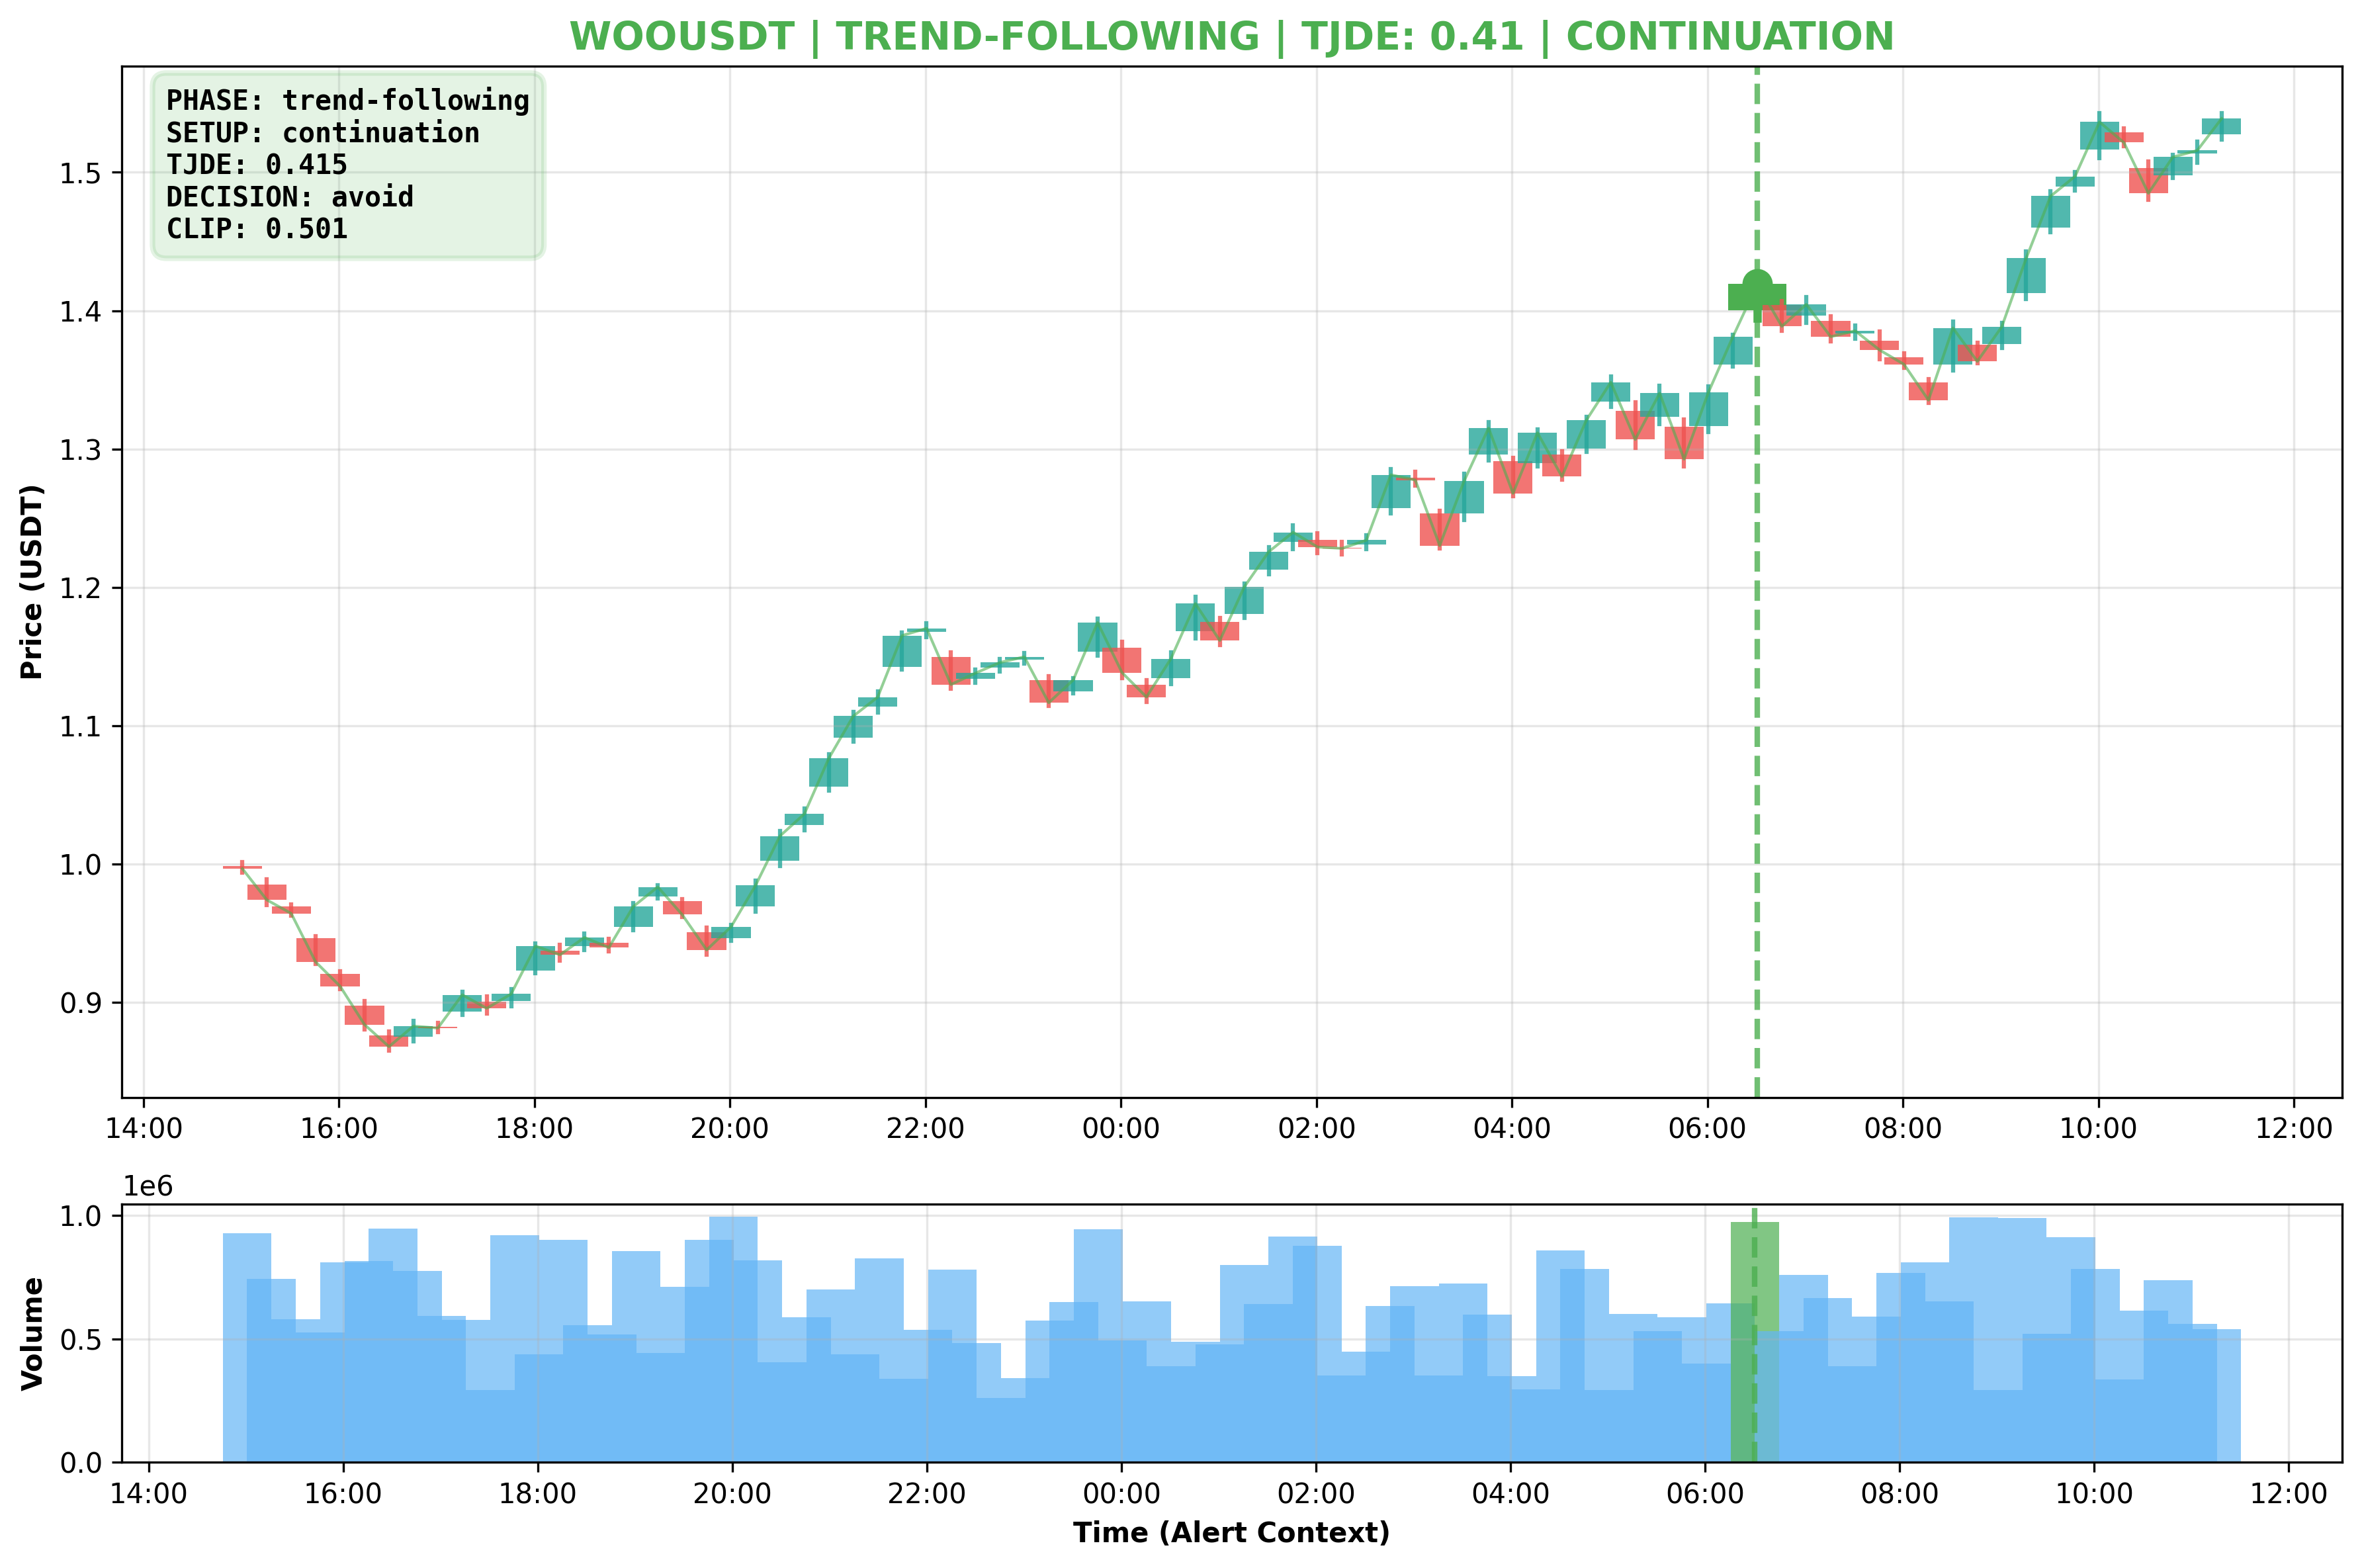 WOOUSDT | TREND-FOLLOWING | TJDE: 0.41 | CONTINUATION
PHASE: trend-following
SETUP: continuation
TJDE: 0.415
DECISION: avoid
CLIP: 0.501
Price (USDT)
1.5
1.4
1.3
1.2
1.1
1.0
0.9
14:00 16:00 18:00 20:00 22:00 00:00 02:00 04:00 06:00 08:00 10:00 12:00
1e6
Volume
1.0
0.5
0.0
14:00 16:00 18:00 20:00 22:00 00:00 02:00 04:00 06:00 08:00 10:00 12:00
Time (Alert Context)